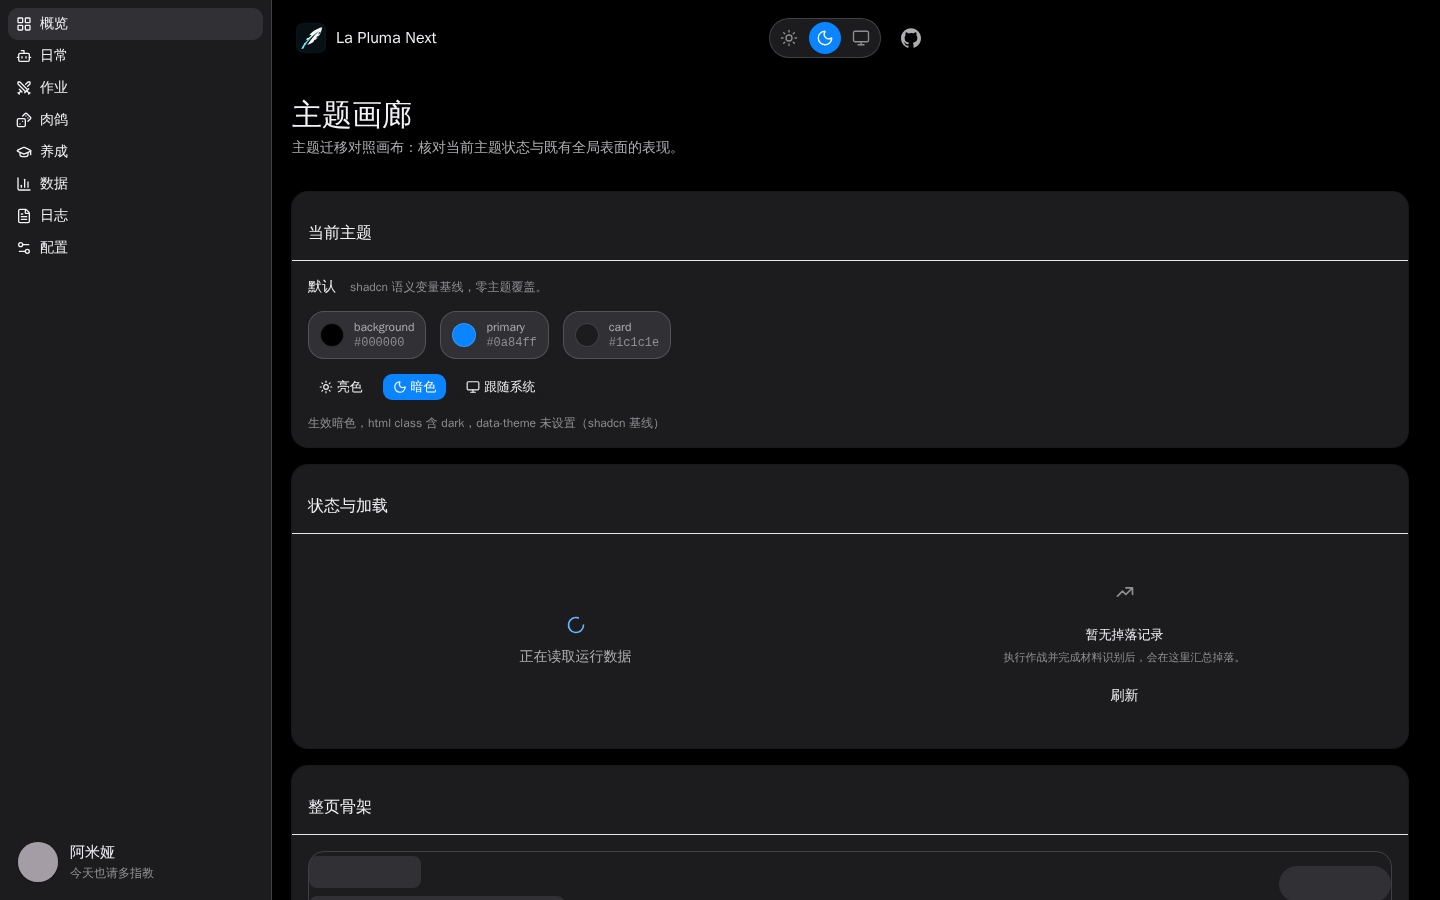 概览
日常
作业
肉鸽
养成
数据
日志
配置
阿米娅
今天也请多指教
La Pluma Next
主题画廊
主题迁移对照画布：核对当前主题状态与既有全局表面的表现。
当前主题
默认 shadcn 语义变量基线，零主题覆盖。
background
#000000
primary
#0a84ff
card
#1c1c1e
亮色 暗色 跟随系统
生效暗色，html class 含 dark，data-theme 未设置（shadcn 基线）
状态与加载
正在读取运行数据
暂无掉落记录
执行作战并完成材料识别后，会在这里汇总掉落。
刷新
整页骨架